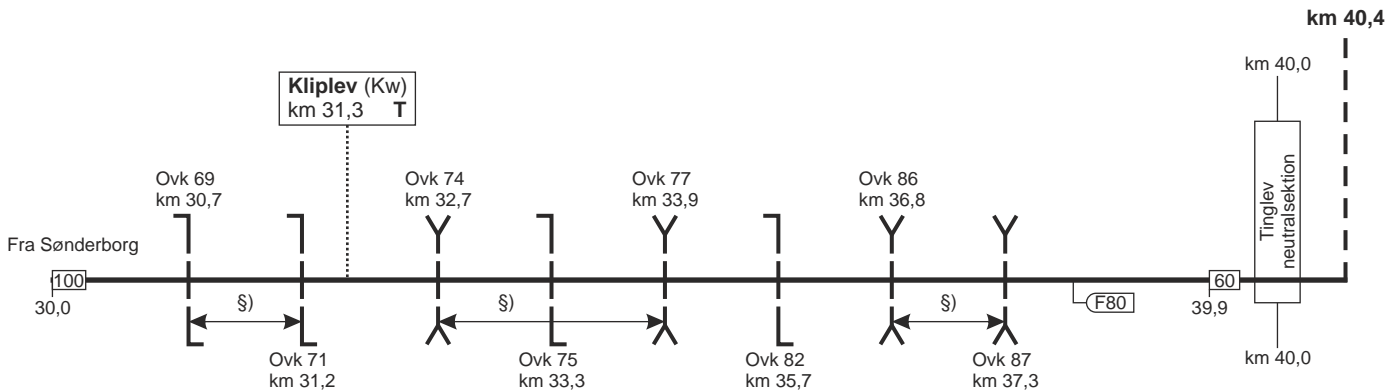 km 40,4
km 40,0
Kliplev (Kw)
km 31,3 T
Ovk 69
km 30,7
Ovk 74
km 32,7
Ovk 77
km 33,9
Ovk 86
km 36,8
Tinglev
neutralsektion
Fra Sønderborg
100
60
30,0
§)
§)
§)
F80
39,9
Ovk 71
km 31,2
Ovk 75
km 33,3
Ovk 82
km 35,7
Ovk 87
km 37,3
km 40,0